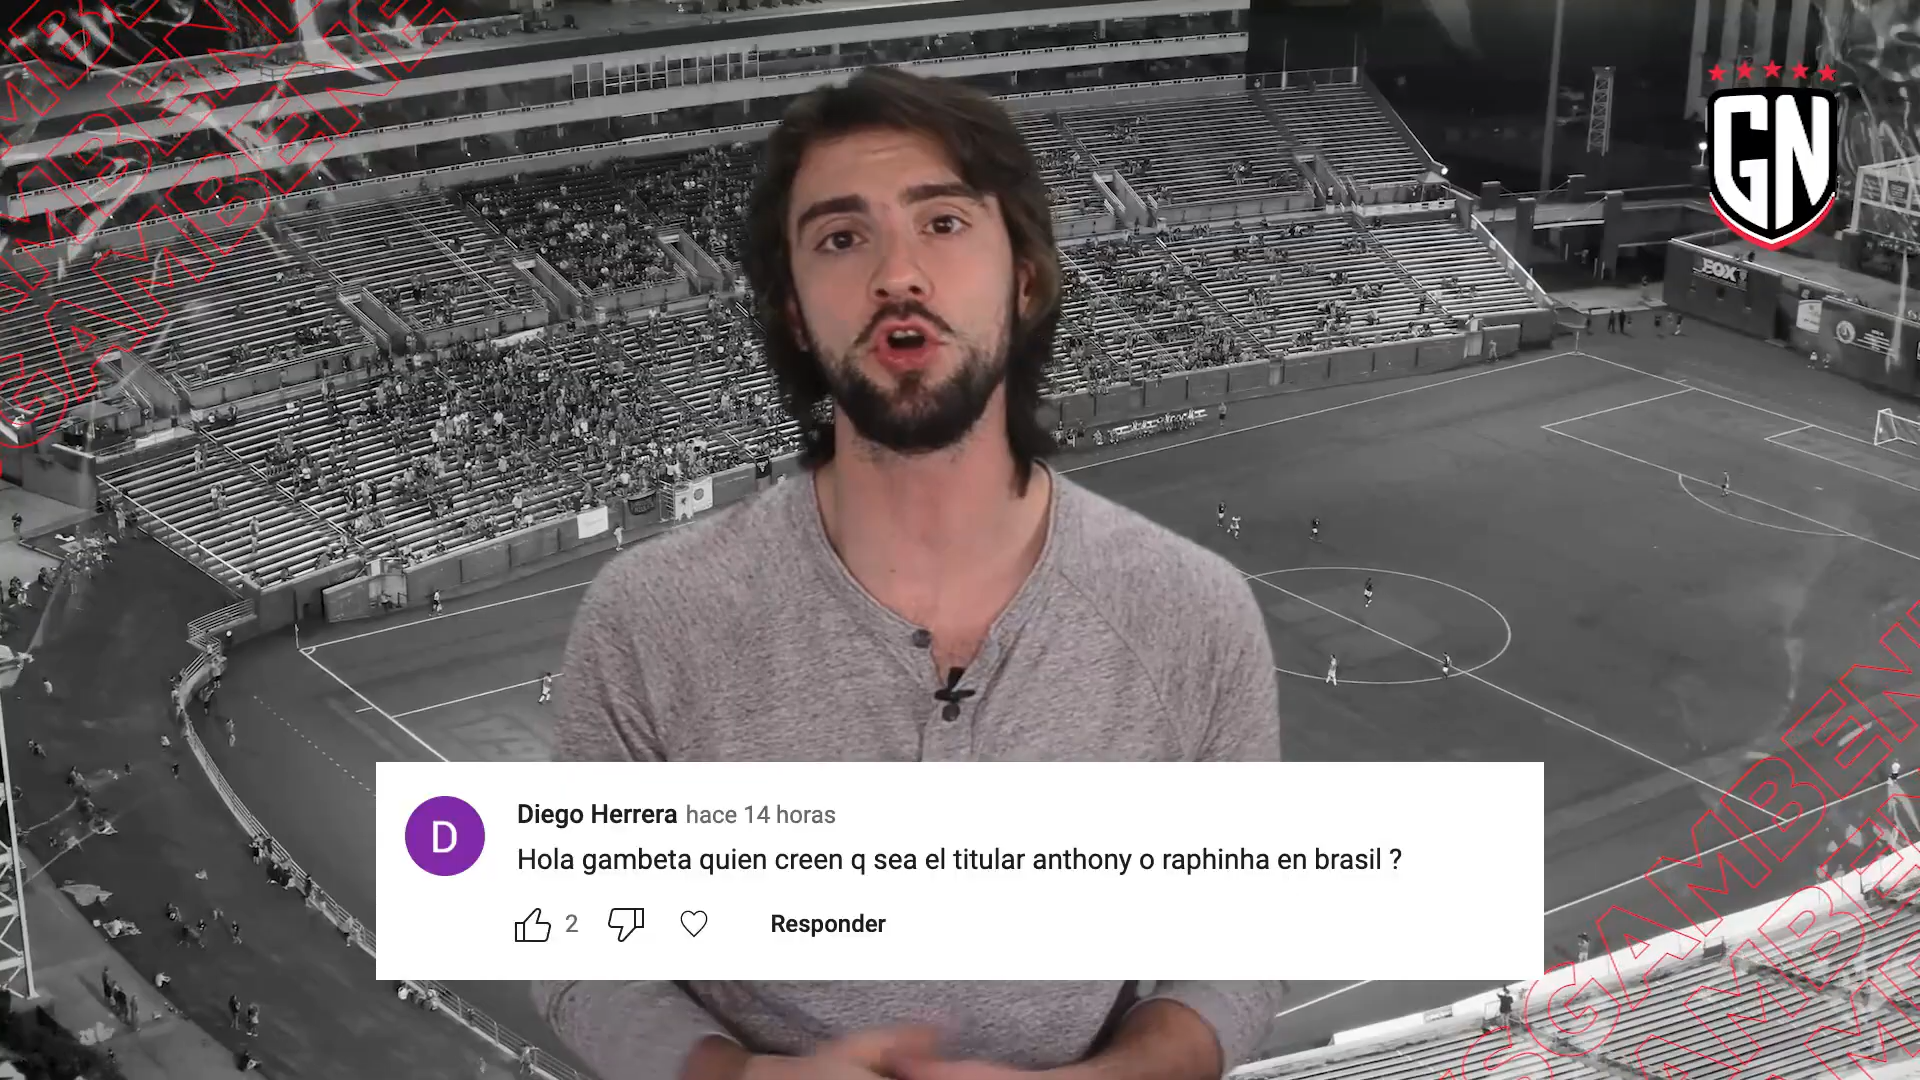 GN
FOX
D
Diego Herrera hace 14 horas
Hola gambeta quien creen q sea el titular anthony o raphinha en brasil ?
2
Responder